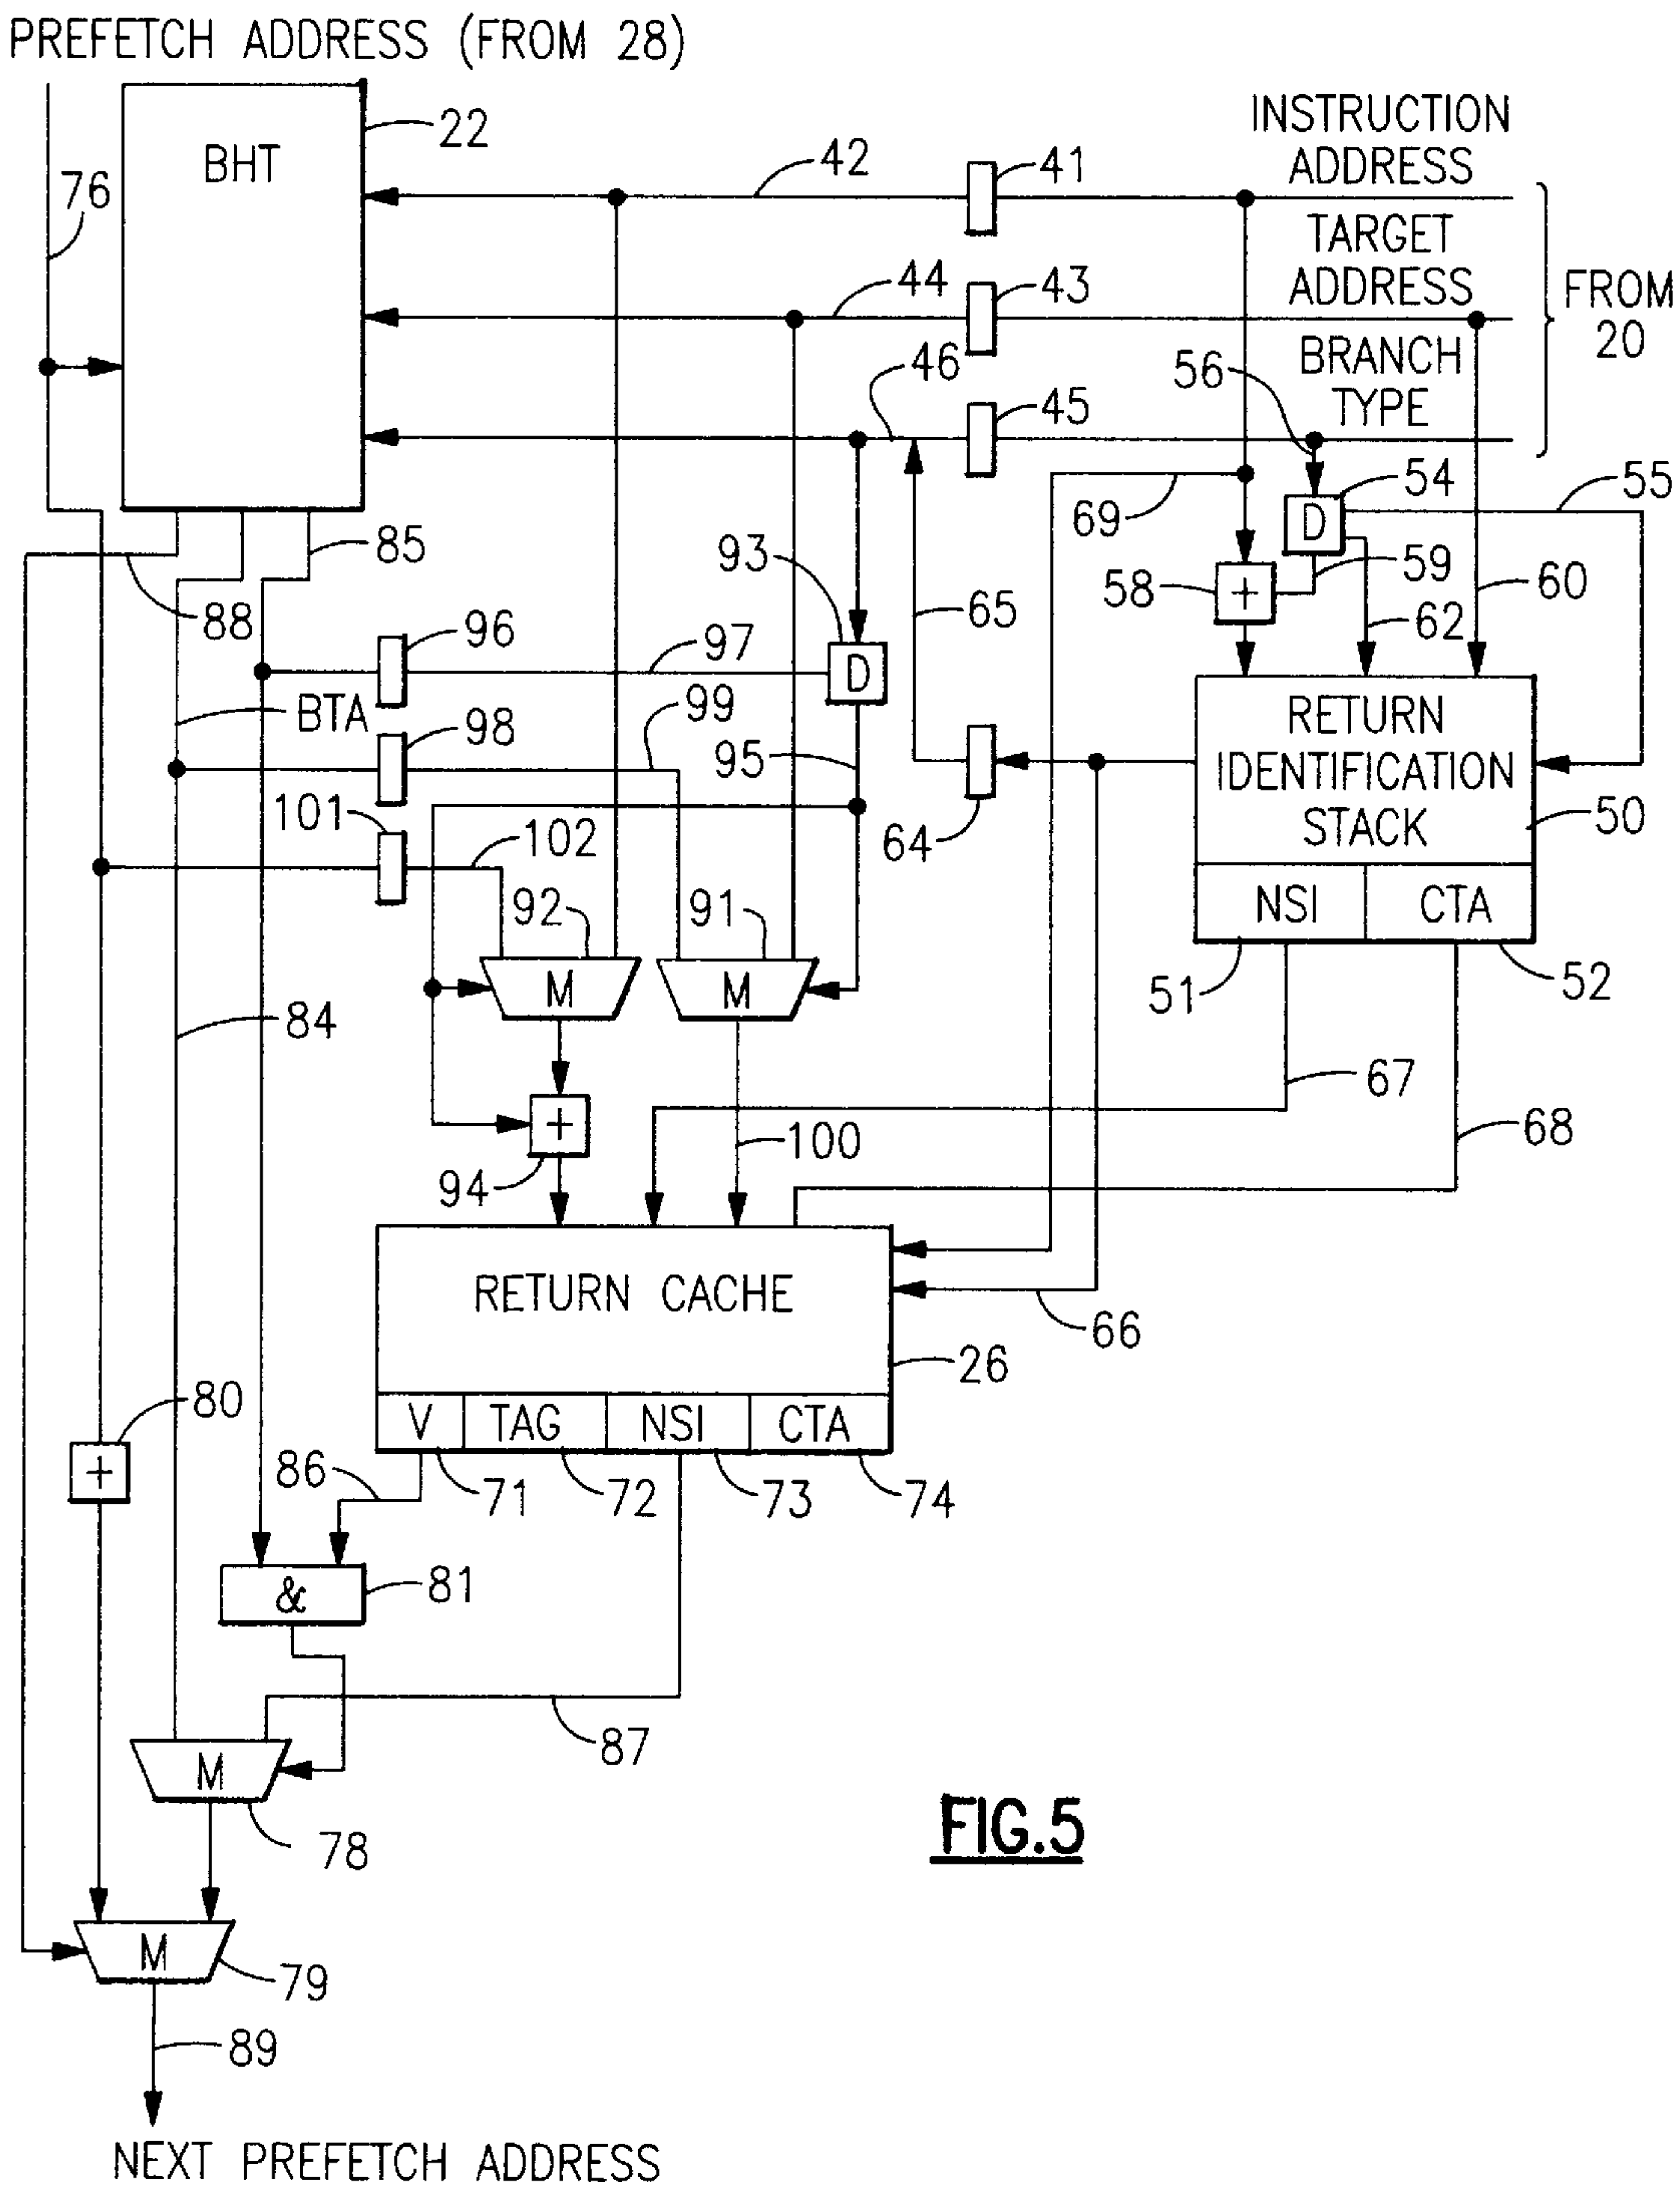 PREFETCH ADDRESS (FROM 28)
BHT
22
76
42
41
INSTRUCTION
ADDRESS
TARGET
ADDRESS
44
43
FROM
20
BRANCH
TYPE
46
45
56
54
55
D
69
85
93
58
+
59
60
88
65
62
96
97
D
BTA
98
99
95
RETURN
IDENTIFICATION
STACK
50
101
102
64
92
91
NSI
CTA
51
52
M
M
84
67
+
100
68
94
RETURN CACHE
66
26
80
V
TAG
NSI
CTA
+
86
71
72
73
74
&
81
87
M
78
FIG.5
M
79
89
NEXT PREFETCH ADDRESS